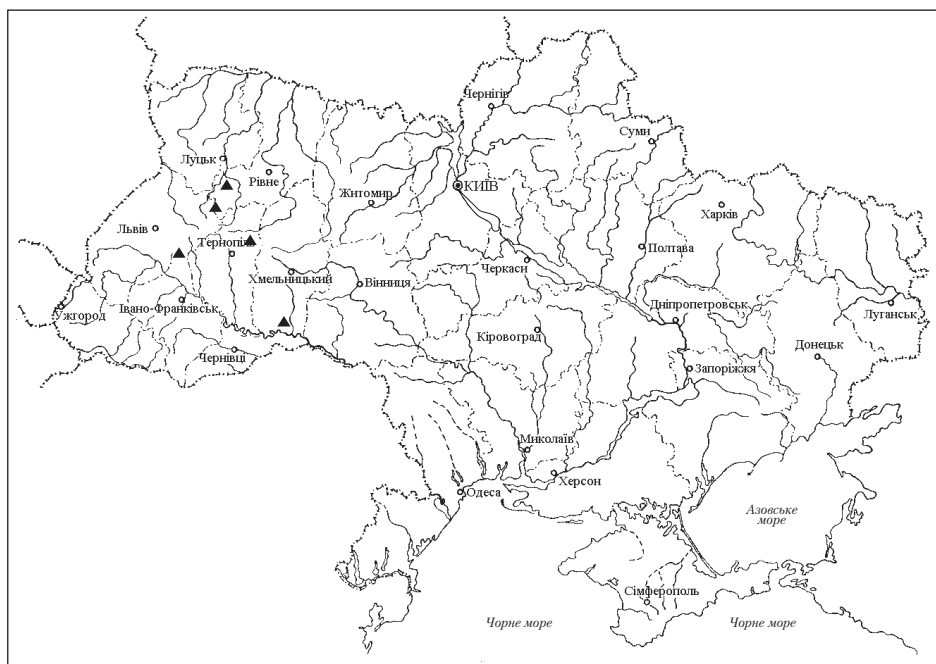 Чернігів
Суми
Луцьк
Рівне
КИЇВ
Житомир
Харків
Львів
Тернопіль
Полтава
Черкаси
Хмельницький
Вінниця
Дніпропетровськ
Івано-Франківськ
Ужгород
Луганськ
Кіровоград
Донецьк
Чернівці
Запоріжжя
Миколаїв
Херсон
Одеса
Азовське
море
Сімферополь
Чорне море
Чорне море